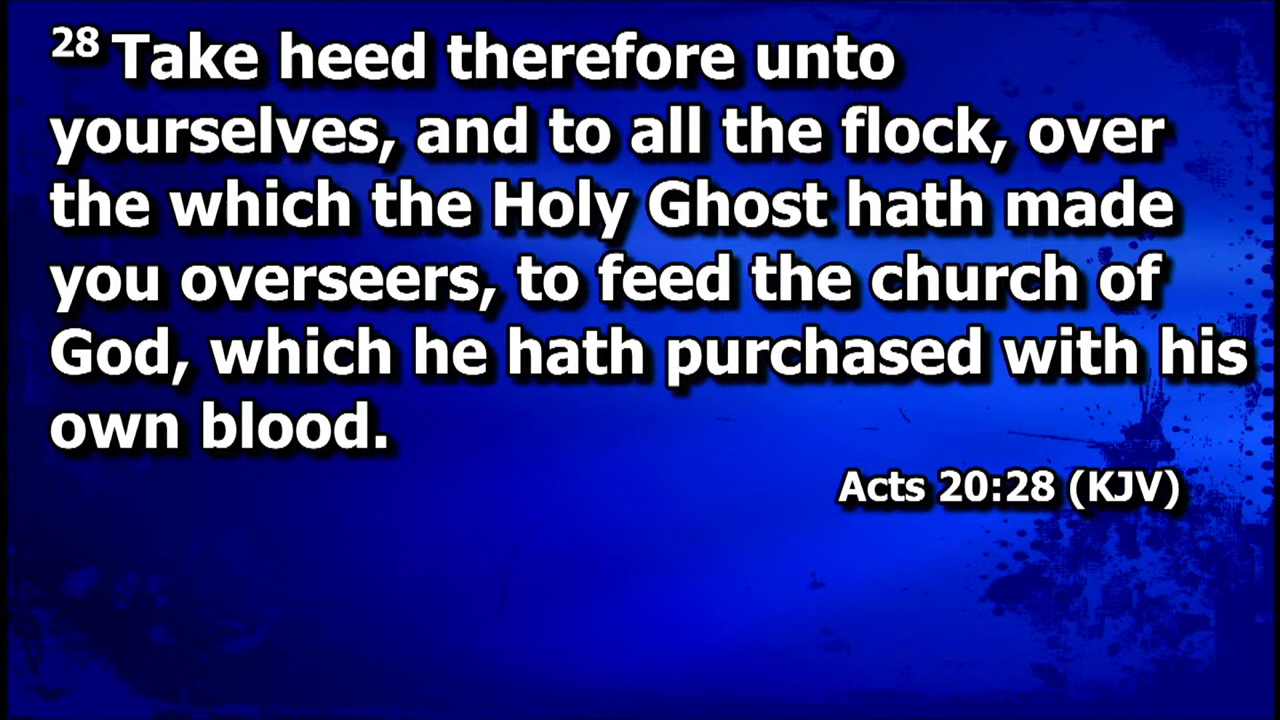 28 Take heed therefore unto
yourselves, and to all the flock, over
the which the Holy Ghost hath made
you overseers, to feed the church of
God, which he hath purchased with his
own blood.
Acts 20:28 (KJV)